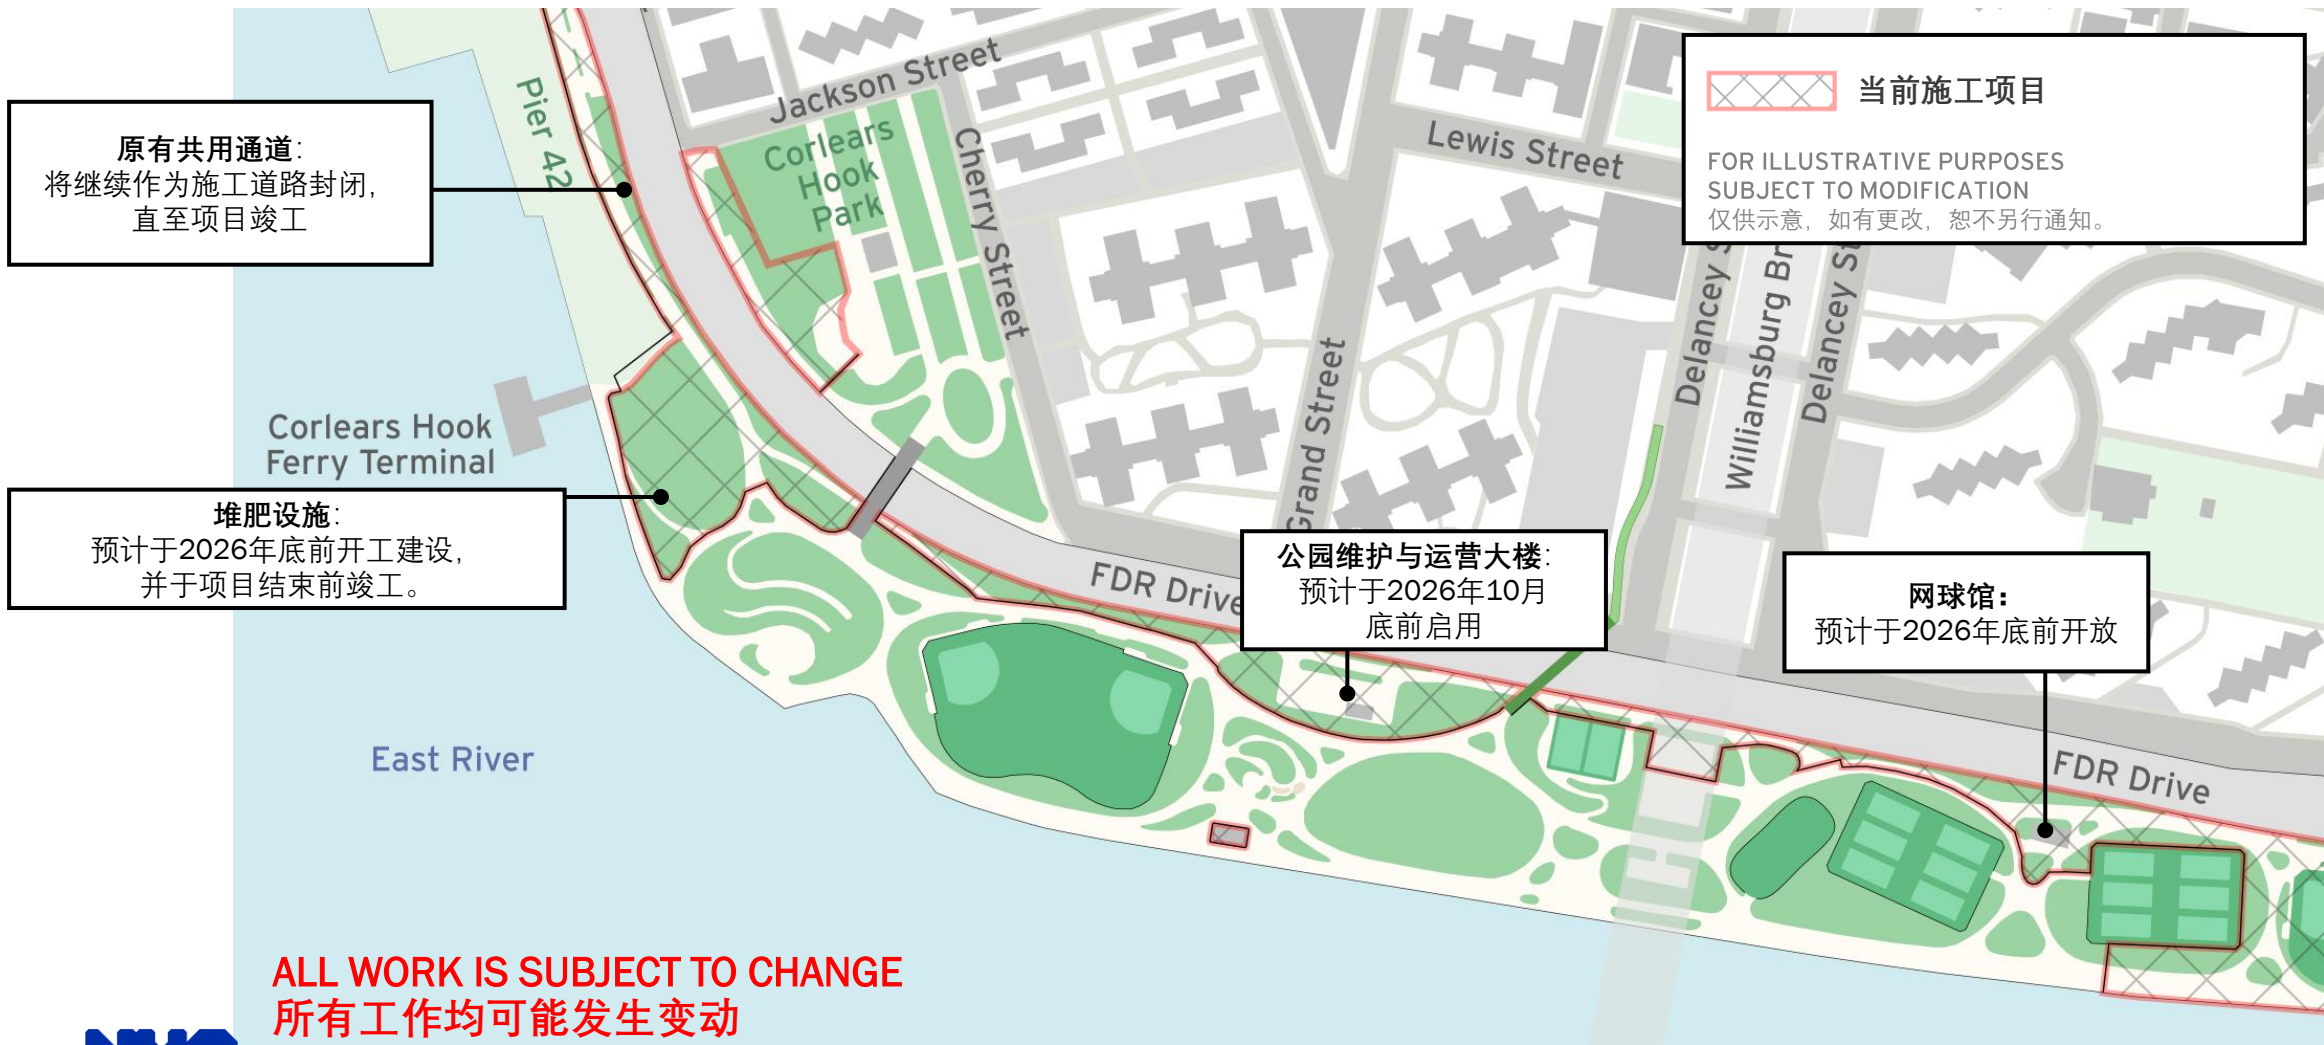 Jackson Street
Pier 42
Corlears
Hook
Park
Cherry Street
Lewis Street
当前施工项目
FOR ILLUSTRATIVE PURPOSES
SUBJECT TO MODIFICATION
仅供示意，如有更改，恕不另行通知。
原有共用通道:
将继续作为施工道路封闭,
直至项目竣工
Delancey S
Williamsburg Br
Delancey St
Grand Street
Corlears Hook
Ferry Terminal
堆肥设施:
预计于2026年底前开工建设,
并于项目结束前竣工。
公园维护与运营大楼:
预计于2026年10月
底前启用
网球馆:
预计于2026年底前开放
FDR Drive
FDR Drive
East River
ALL WORK IS SUBJECT TO CHANGE
所有工作均可能发生变动